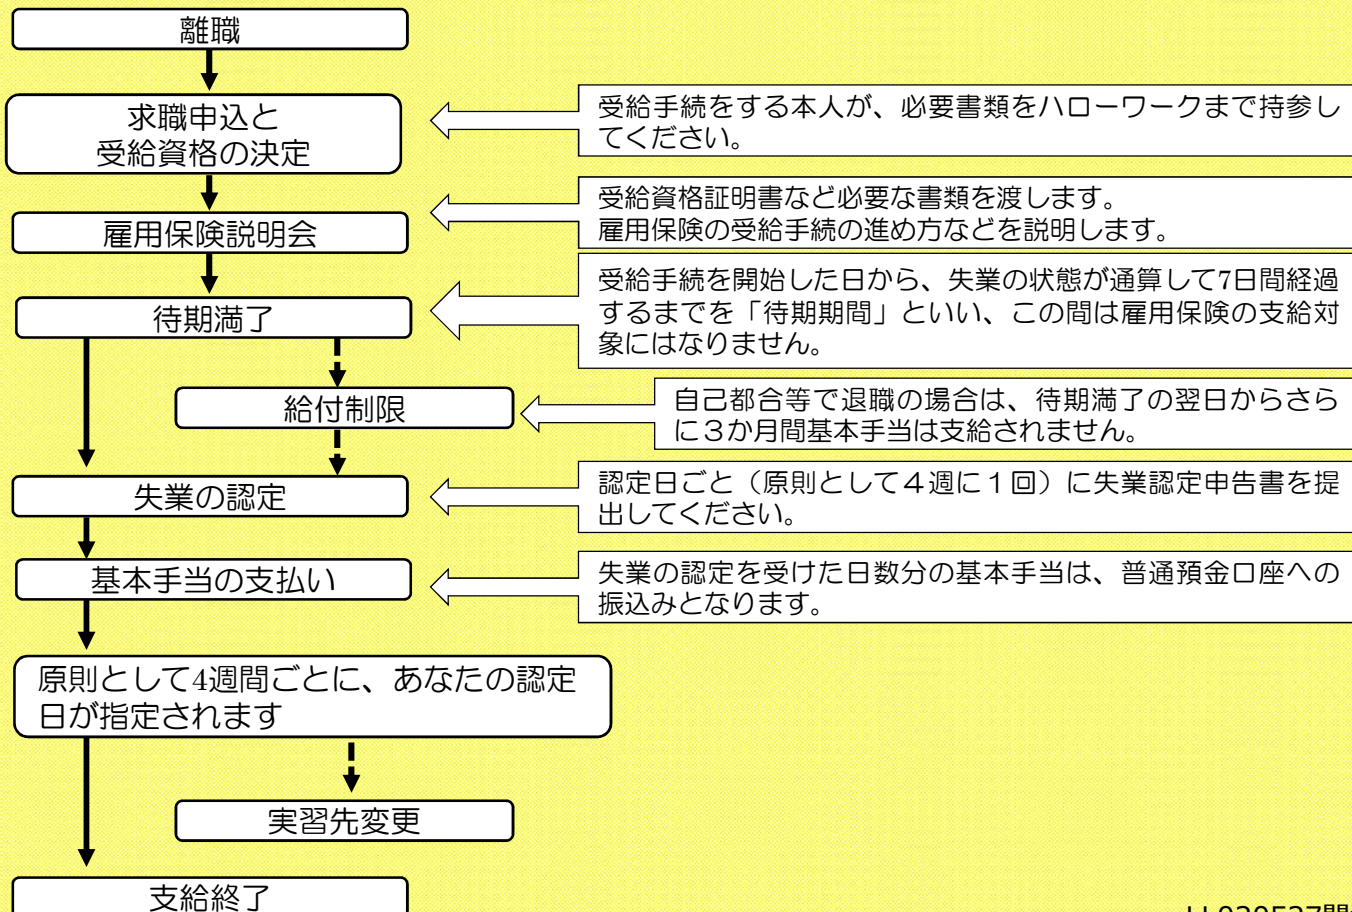 離職
求職申込と
受給資格の決定
受給手続をする本人が、必要書類をハローワークまで持参し
てください。
雇用保険説明会
受給資格証明書など必要な書類を渡します。
雇用保険の受給手続の進め方などを説明します。
待期満了
受給手続を開始した日から、失業の状態が通算して7日間経過
するまでを「待期期間」といい、この間は雇用保険の支給対
象にはなりません。
給付制限
自己都合等で退職の場合は、待期満了の翌日からさら
に３か月間基本手当は支給されません。
失業の認定
認定日ごと（原則として４週に１回）に失業認定申告書を提
出してください。
基本手当の支払い
失業の認定を受けた日数分の基本手当は、普通預金口座への
振込みとなります。
原則として4週間ごとに、あなたの認定
日が指定されます
実習先変更
支給終了